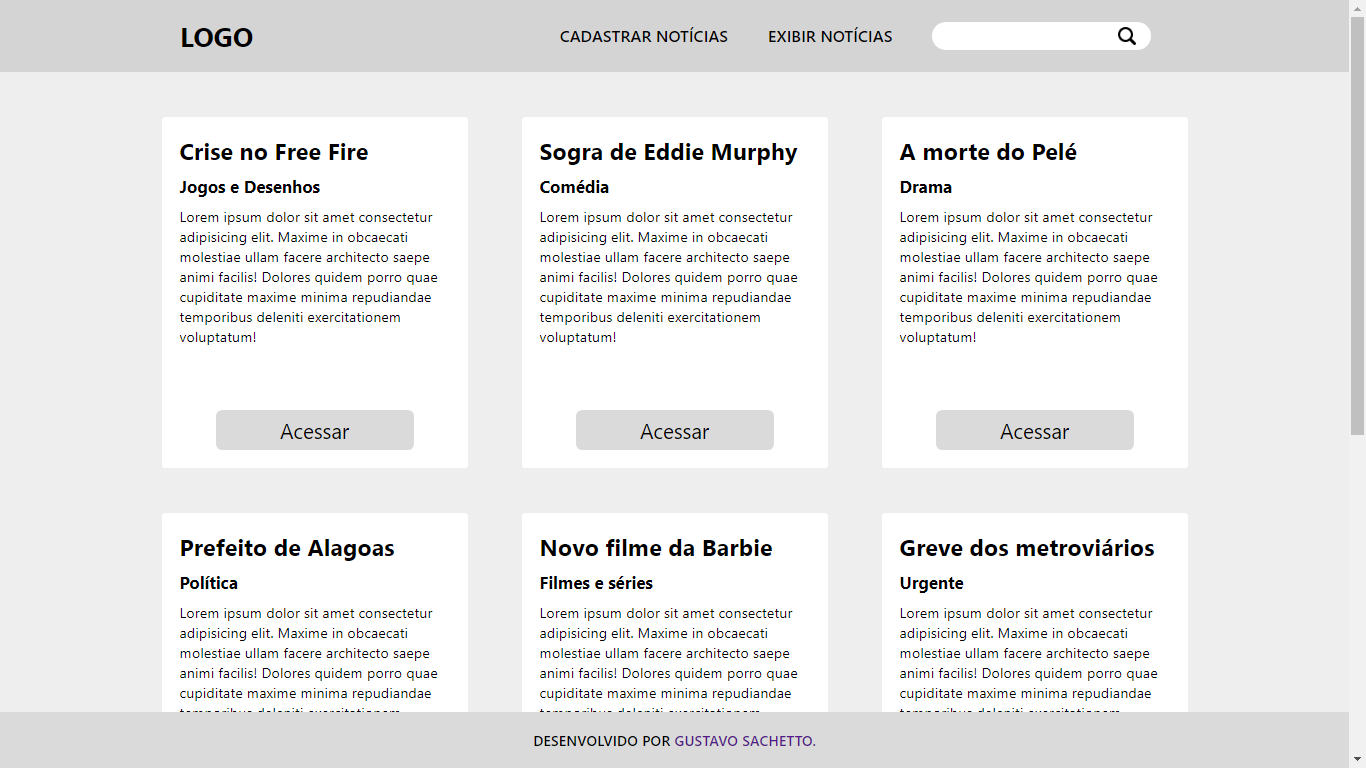 LOGO
CADASTRAR NOTÍCIAS
EXIBIR NOTÍCIAS
Crise no Free Fire
Jogos e Desenhos
Lorem ipsum dolor sit amet consectetur
adipisicing elit. Maxime in obcaecati
molestiae ullam facere architecto saepe
animi facilis! Dolores quidem porro quae
cupiditate maxime minima repudiandae
temporibus deleniti exercitationem
voluptatum!
Acessar
Sogra de Eddie Murphy
Comédia
Lorem ipsum dolor sit amet consectetur
adipisicing elit. Maxime in obcaecati
molestiae ullam facere architecto saepe
animi facilis! Dolores quidem porro quae
cupiditate maxime minima repudiandae
temporibus deleniti exercitationem
voluptatum!
Acessar
A morte do Pelé
Drama
Lorem ipsum dolor sit amet consectetur
adipisicing elit. Maxime in obcaecati
molestiae ullam facere architecto saepe
animi facilis! Dolores quidem porro quae
cupiditate maxime minima repudiandae
temporibus deleniti exercitationem
voluptatum!
Acessar
Prefeito de Alagoas
Política
Lorem ipsum dolor sit amet consectetur
adipisicing elit. Maxime in obcaecati
molestiae ullam facere architecto saepe
animi facilis! Dolores quidem porro quae
cupiditate maxime minima repudiandae
Novo filme da Barbie
Filmes e séries
Lorem ipsum dolor sit amet consectetur
adipisicing elit. Maxime in obcaecati
molestiae ullam facere architecto saepe
animi facilis! Dolores quidem porro quae
cupiditate maxime minima repudiandae
Greve dos metroviários
Urgente
Lorem ipsum dolor sit amet consectetur
adipisicing elit. Maxime in obcaecati
molestiae ullam facere architecto saepe
animi facilis! Dolores quidem porro quae
cupiditate maxime minima repudiandae
DESENVOLVIDO POR GUSTAVO SACHETTO.